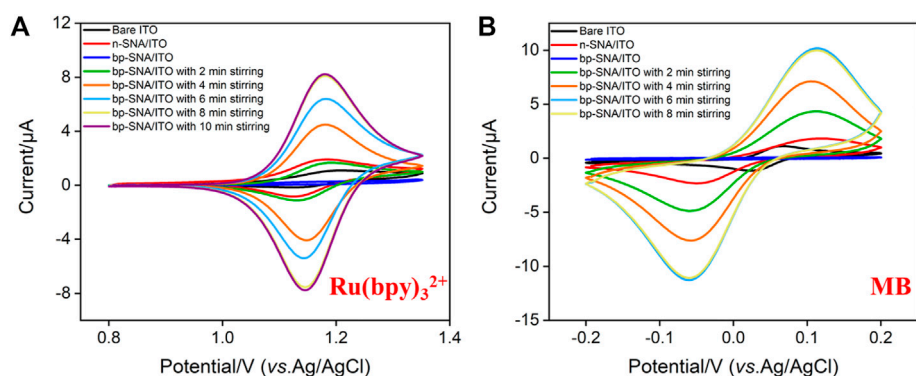 A
12
8
4
0
-4
-8
Current/μA
Bare ITO
n-SNA/ITO
bp-SNA/ITO
bp-SNA/ITO with 2 min stirring
bp-SNA/ITO with 4 min stirring
bp-SNA/ITO with 6 min stirring
bp-SNA/ITO with 8 min stirring
bp-SNA/ITO with 10 min stirring
Ru(bpy)₃²⁺
0.8 1.0 1.2 1.4
Potential/V (vs.Ag/AgCl)
B
10
5
0
-5
-10
-15
Current/μA
Bare ITO
n-SNA/ITO
bp-SNA/ITO
bp-SNA/ITO with 2 min stirring
bp-SNA/ITO with 4 min stirring
bp-SNA/ITO with 6 min stirring
bp-SNA/ITO with 8 min stirring
MB
-0.2 -0.1 0.0 0.1 0.2
Potential/V (vs.Ag/AgCl)